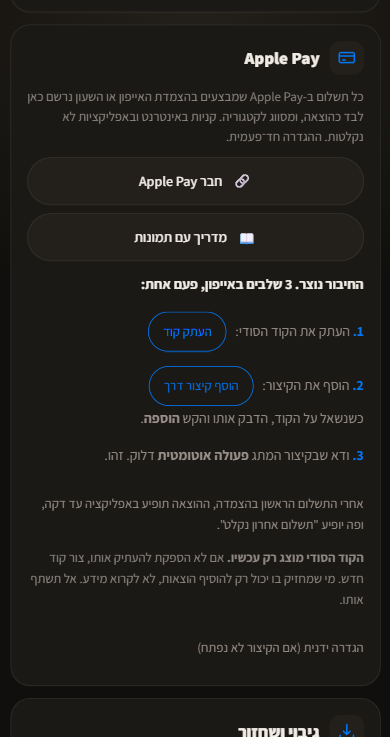 Apple Pay
כל תשלום ב-Apple Pay שמבצעים בהצמדת האייפון או השעון נרשם כאן
לבד כהוצאה, ומסווג לקטגוריה. קניות באינטרנט ובאפליקציות לא
נקלטות. ההגדרה חד־פעמית.
חבר Apple Pay
מדריך עם תמונות
החיבור נוצר. 3 שלבים באייפון, פעם אחת:
1. העתק את הקוד הסודי: העתק קוד
2. הוסף את הקיצור: הוסף קיצור דרך
כשנשאל על הקוד, הדבק אותו והקש הוספה.
3. ודא שבקיצור המתג פעולה אוטומטית דלוק. זהו.
אחרי התשלום הראשון בהצמדה, ההוצאה תופיע באפליקציה עד דקה,
ופה יופיע "תשלום אחרון נקלט".
הקוד הסודי מוצג רק עכשיו. אם לא הספקת להעתיק אותו, צור קוד
חדש. מי שמחזיק בו יכול רק להוסיף הוצאות, לא לקרוא מידע. אל תשתף
אותו.
הגדרה ידנית (אם הקיצור לא נפתח)
גיבוי ושחזור